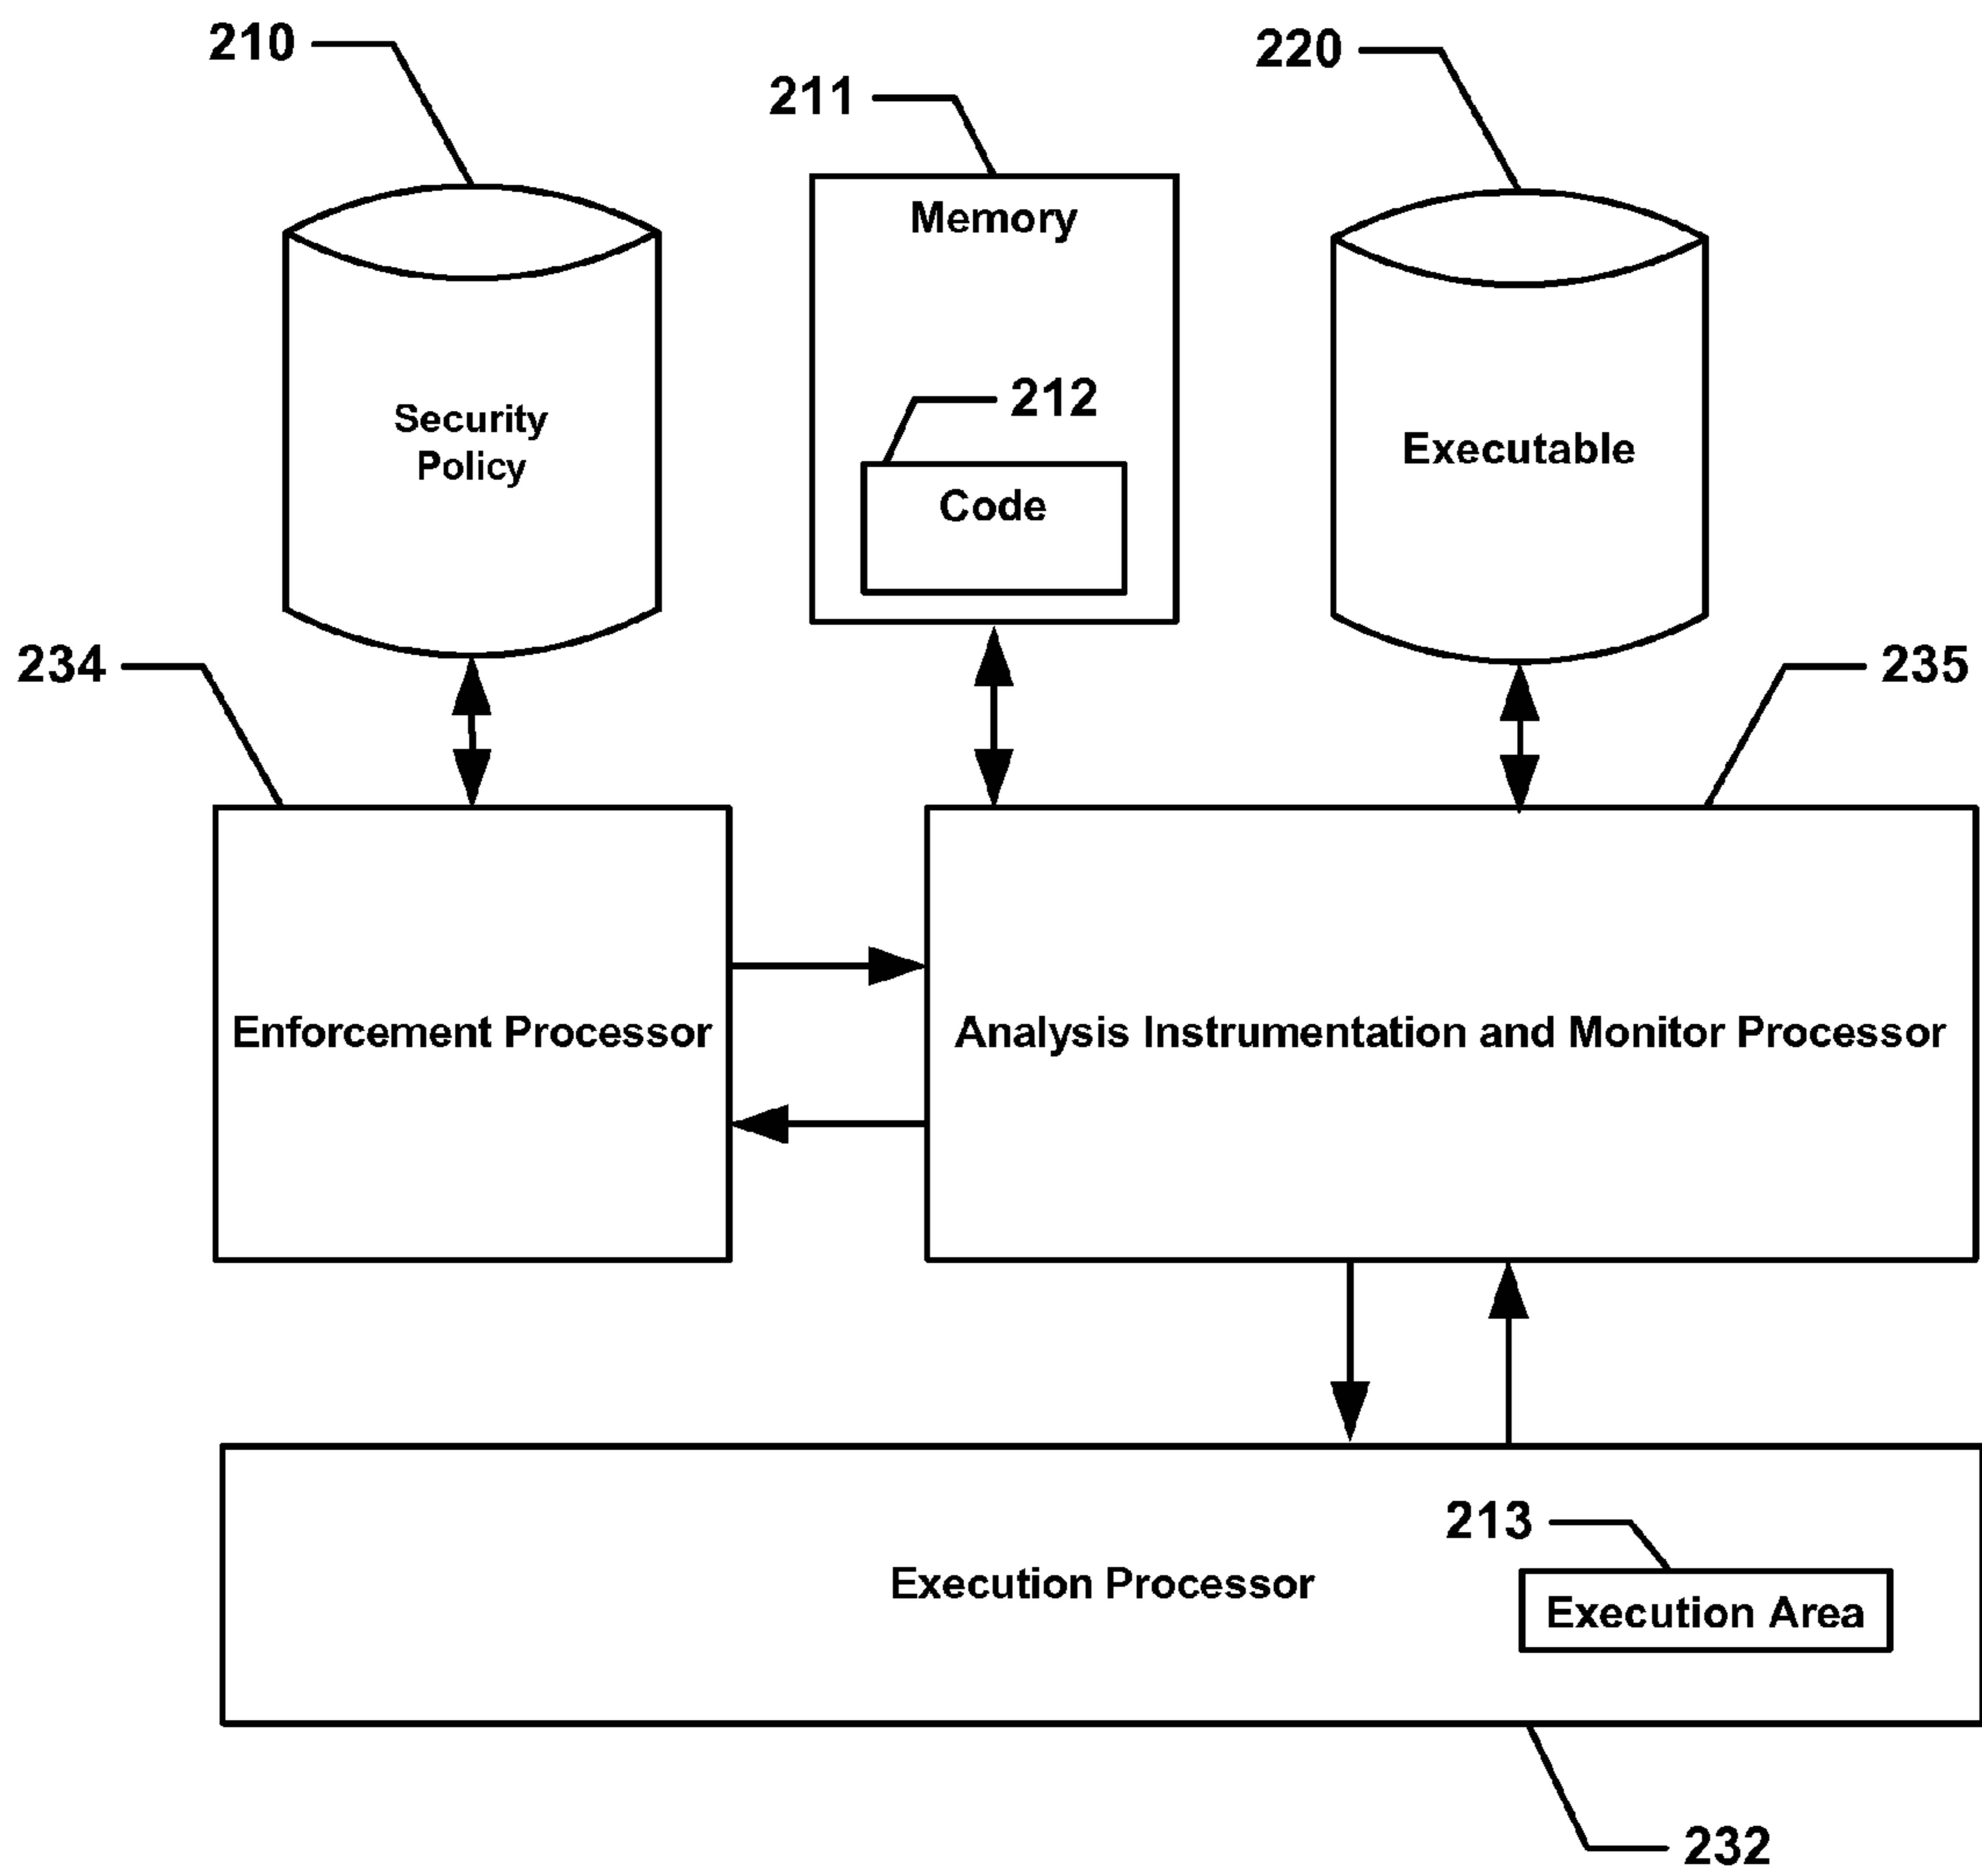 210
211
220
Memory
212
Security
Policy
Code
Executable
234
235
Enforcement Processor
Analysis Instrumentation and Monitor Processor
213
Execution Processor
Execution Area
232